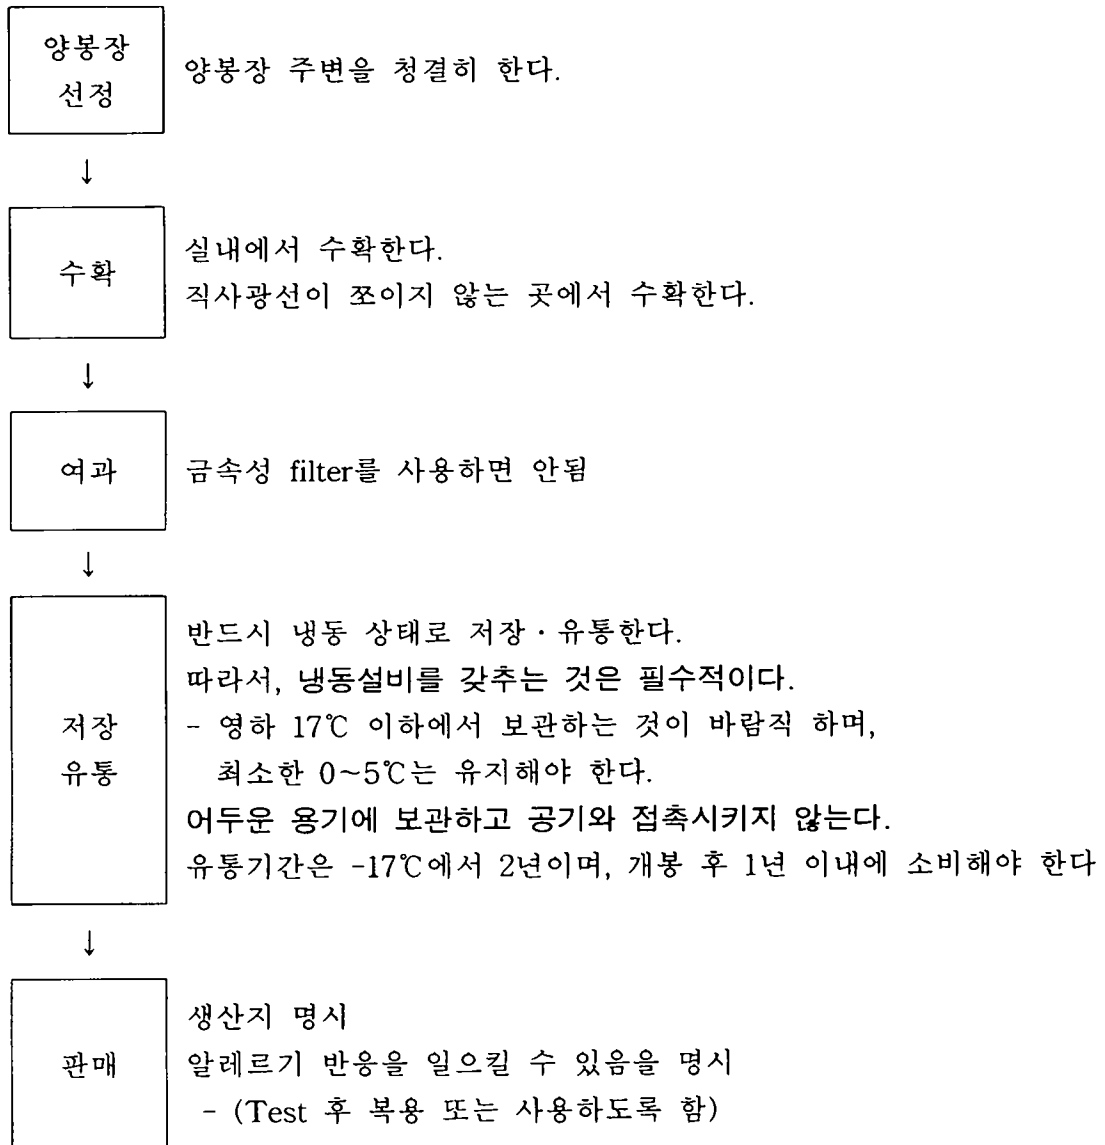 양봉장
선정
양봉장 주변을 청결히 한다.
↓
수확
실내에서 수확한다.
직사광선이 쪼이지 않는 곳에서 수확한다.
↓
여과
금속성 filter를 사용하면 안됨
↓
저장
유통
반드시 냉동 상태로 저장·유통한다.
따라서, 냉동설비를 갖추는 것은 필수적이다.
- 영하 17℃ 이하에서 보관하는 것이 바람직 하며,
최소한 0~5℃는 유지해야 한다.
어두운 용기에 보관하고 공기와 접촉시키지 않는다.
유통기간은 -17℃에서 2년이며, 개봉 후 1년 이내에 소비해야 한다
↓
판매
생산지 명시
알레르기 반응을 일으킬 수 있음을 명시
- (Test 후 복용 또는 사용하도록 함)